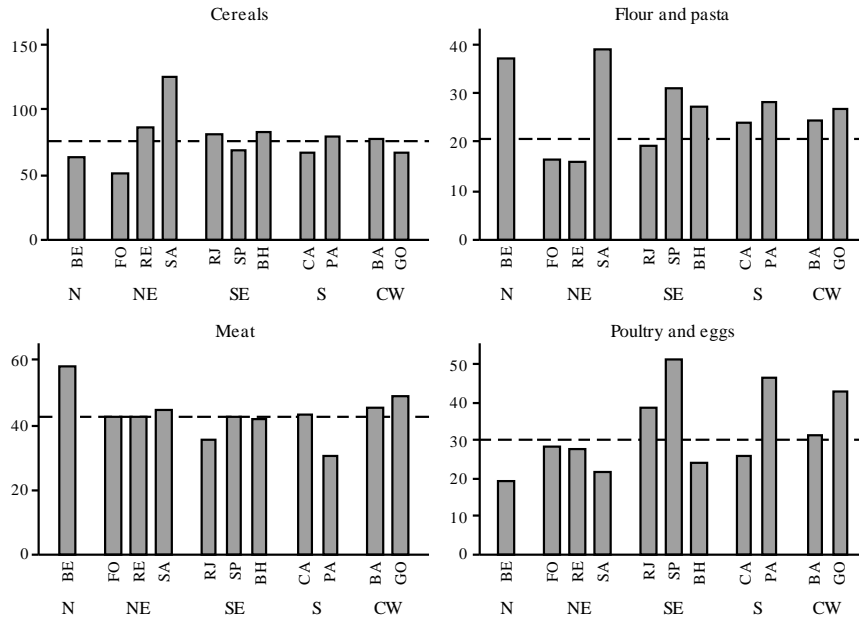 Cereals
150
100
50
0
BE FO RE SA RJ SP BH CA PA BA GO
N NE SE S CW
Flour and pasta
40
30
20
10
0
BE FO RE SA RJ SP BH CA PA BA GO
N NE SE S CW
Meat
60
40
20
0
BE FO RE SA RJ SP BH CA PA BA GO
N NE SE S CW
Poultry and eggs
50
40
30
20
10
0
BE FO RE SA RJ SP BH CA PA BA GO
N NE SE S CW